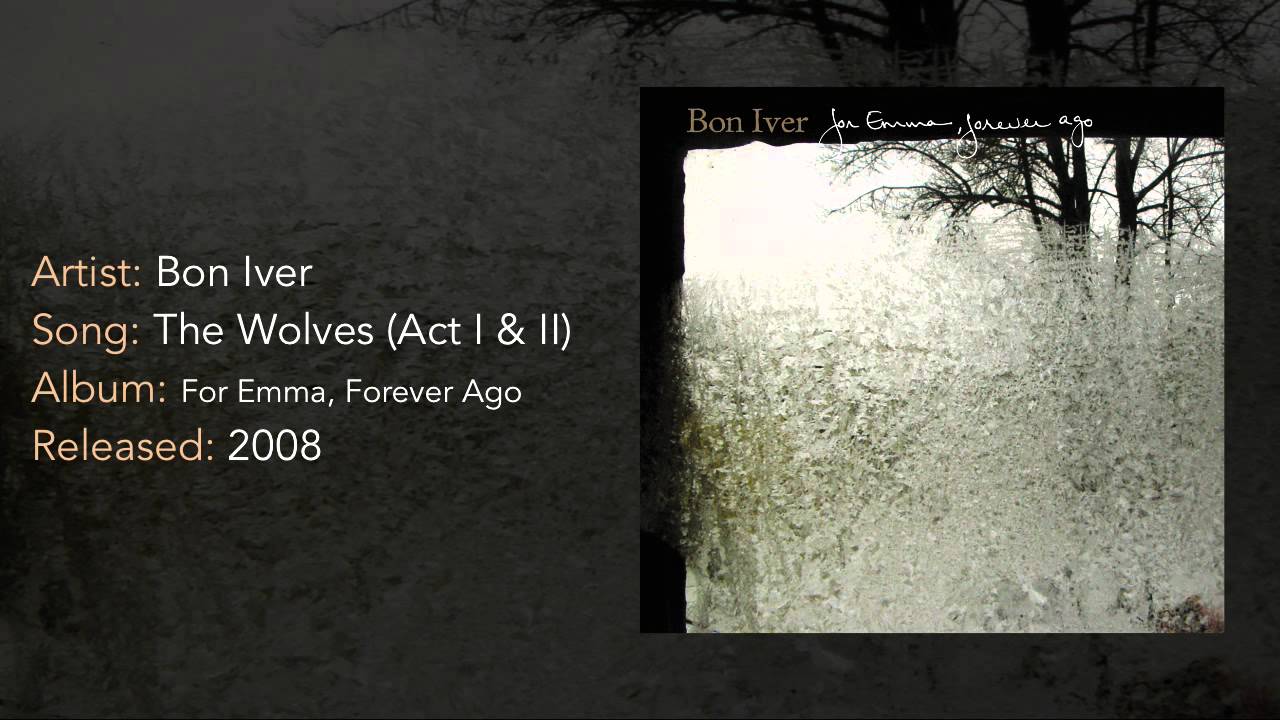 Bon Iver for Emma, forever ago
Artist: Bon Iver
Song: The Wolves (Act I & II)
Album: For Emma, Forever Ago
Released: 2008